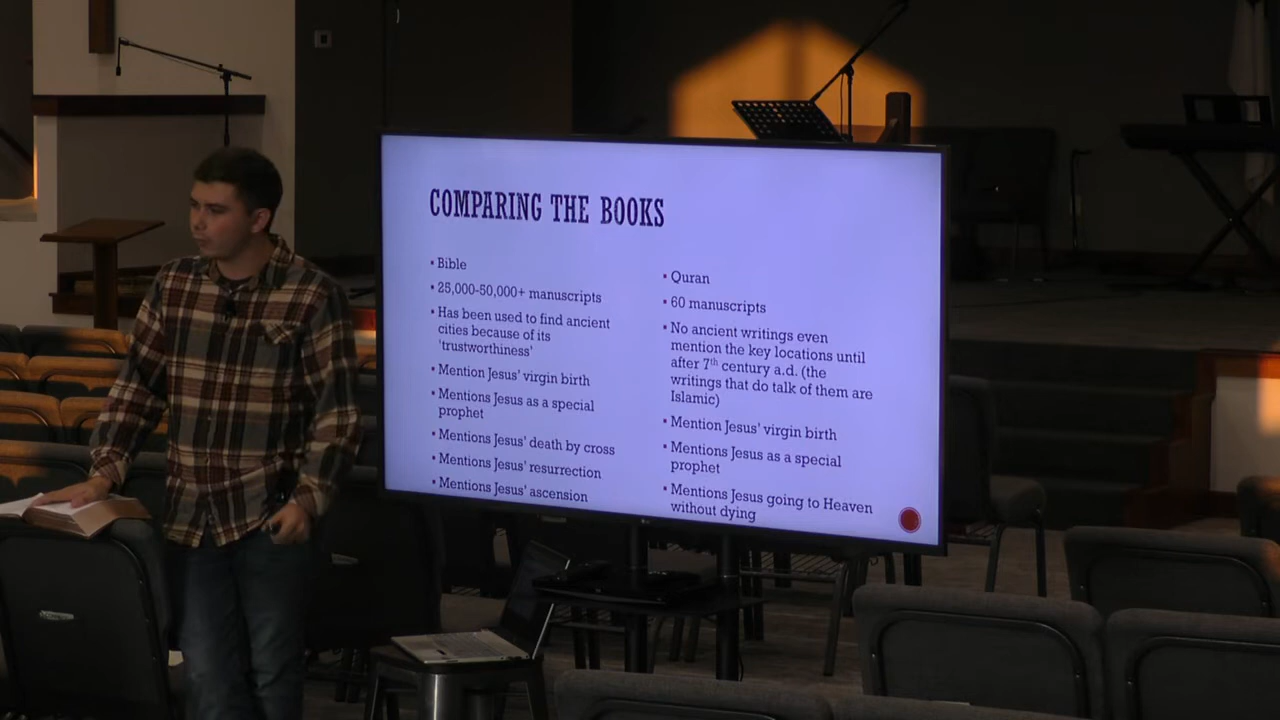 COMPARING THE BOOKS
▪ Bible
▪ 25,000-50,000+ manuscripts
▪ Has been used to find ancient
cities because of its
'trustworthiness'
▪ Mention Jesus' virgin birth
▪ Mentions Jesus as a special
prophet
▪ Mentions Jesus' death by cross
▪ Mentions Jesus' resurrection
▪ Mentions Jesus' ascension
▪ Quran
▪ 60 manuscripts
▪ No ancient writings even
mention the key locations until
after 7th century a.d. (the
writings that do talk of them are
Islamic)
▪ Mention Jesus' virgin birth
▪ Mentions Jesus as a special
prophet
▪ Mentions Jesus going to Heaven
without dying